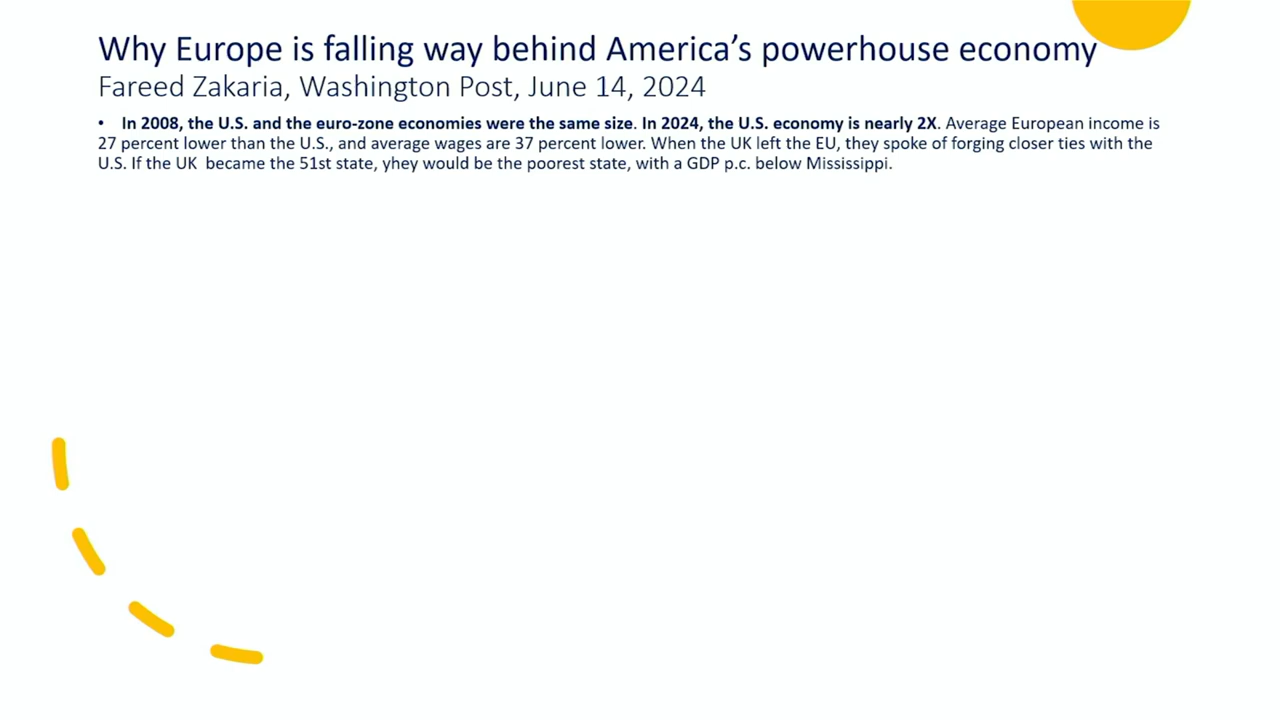 Why Europe is falling way behind America’s powerhouse economy
Fareed Zakaria, Washington Post, June 14, 2024
• In 2008, the U.S. and the euro-zone economies were the same size. In 2024, the U.S. economy is nearly 2X. Average European income is
27 percent lower than the U.S., and average wages are 37 percent lower. When the UK left the EU, they spoke of forging closer ties with the
U.S. If the UK became the 51st state, yhey would be the poorest state, with a GDP p.c. below Mississippi.